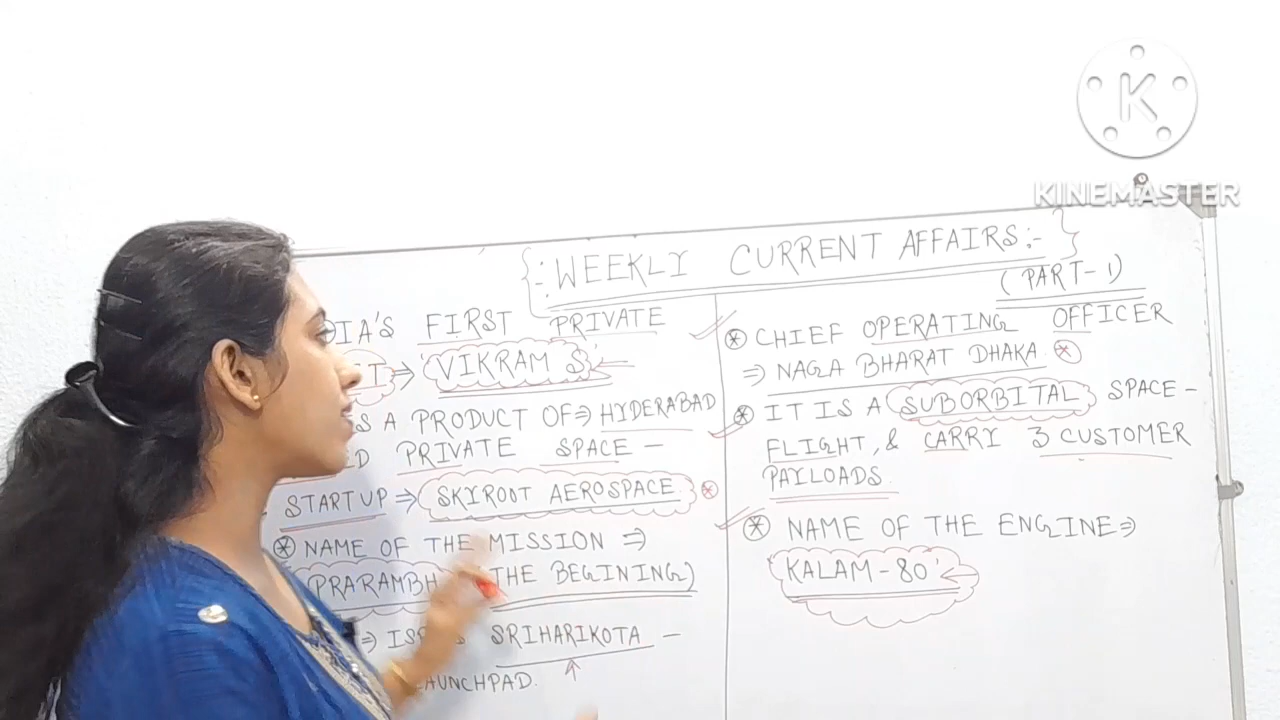 K
KINEMASTER
-: WEEKLY CURRENT AFFAIRS :-
(PART-1)
IA'S FIRST PRIVATE
T ⇒ 'VIKRAM S'
S A PRODUCT OF ⇒ HYDERABAD
D PRIVATE SPACE -
STARTUP ⇒ SKYROOT AEROSPACE
NAME OF THE MISSION ⇒
PRARAMBH THE BEGINING)
⇒ SRIHARIKOTA -
LAUNCHPAD.
CHIEF OPERATING OFFICER
⇒ NAGA BHARAT DHAKA
IT IS A SUBORBITAL SPACE-
FLIGHT, & CARRY 3 CUSTOMER
PAYLOADS
NAME OF THE ENGINE ⇒
'KALAM-80'